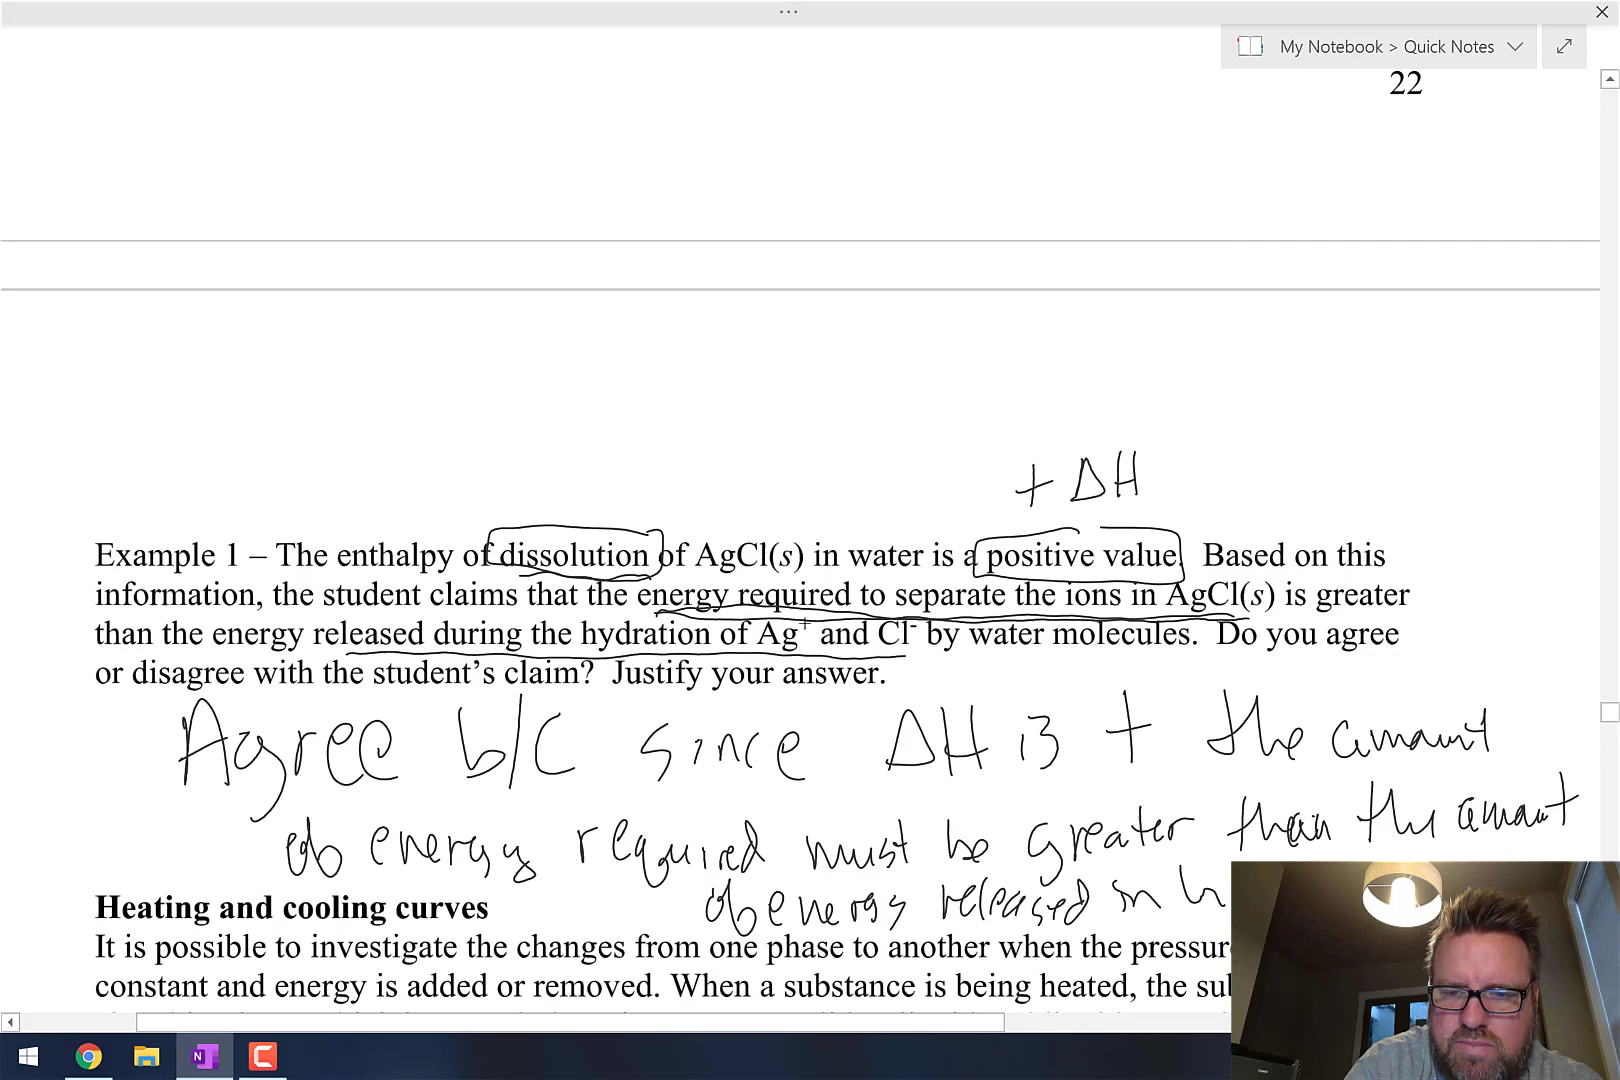 My Notebook > Quick Notes
22
+ ΔH
Example 1 – The enthalpy of dissolution of AgCl(s) in water is a positive value. Based on this
information, the student claims that the energy required to separate the ions in AgCl(s) is greater
than the energy released during the hydration of Ag⁺ and Cl⁻ by water molecules. Do you agree
or disagree with the student's claim? Justify your answer.
Agree b/c since ΔH is + the amount
of energy required must be greater than the amount
of energy released in h
Heating and cooling curves
It is possible to investigate the changes from one phase to another when the pressure
constant and energy is added or removed. When a substance is being heated, the sub